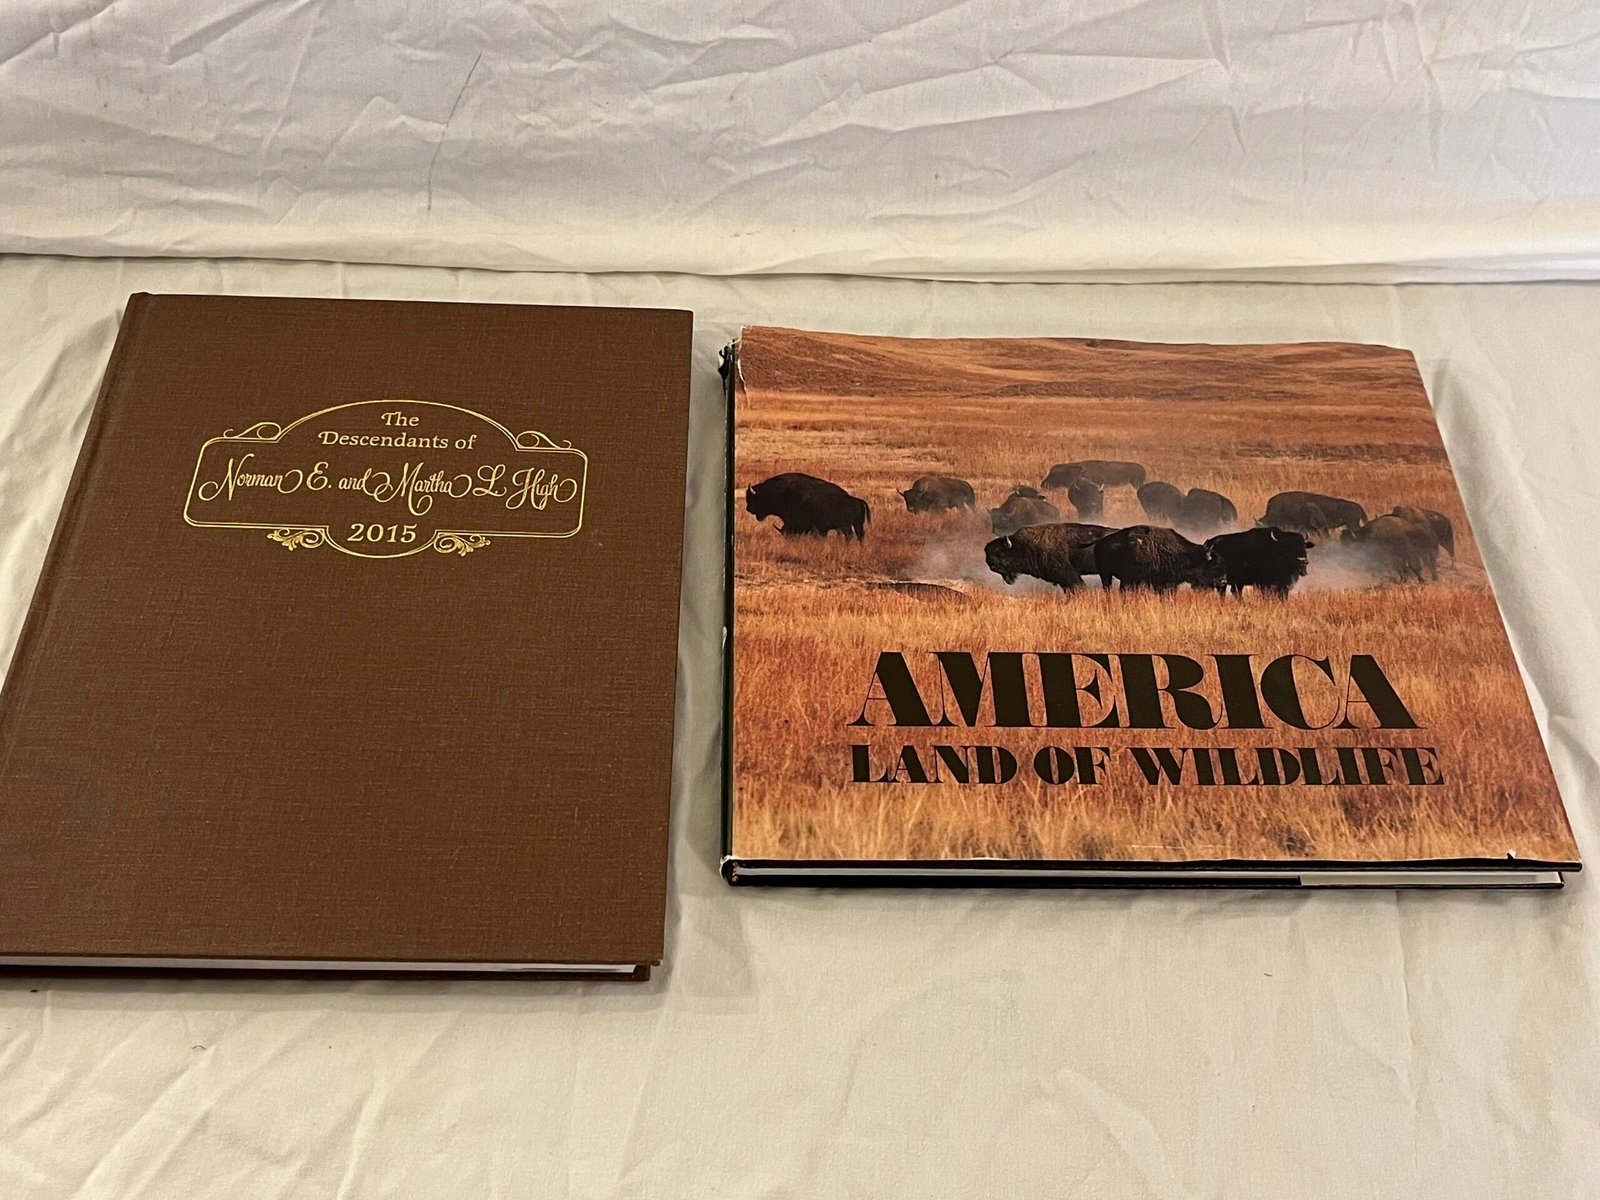 The
Descendants of
Norman E. and Martha L. High
2015
AMERICA
LAND OF WILDLIFE